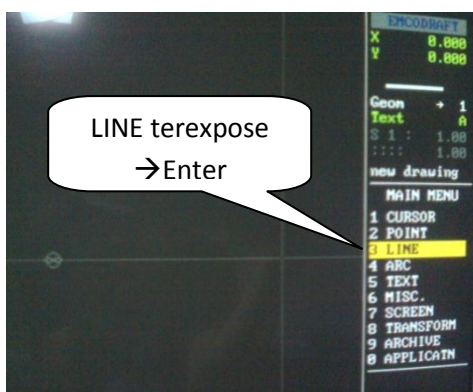 LINE terexpose
→Enter
EMCODRAFT
X 0.000
Y 0.000
Geom → 1
Text A
S 1 : 1.00
:::: 1.00
new drawing
MAIN MENU
1 CURSOR
2 POINT
3 LINE
4 ARC
5 TEXT
6 MISC.
7 SCREEN
8 TRANSFORM
9 ARCHIVE
0 APPLICATN